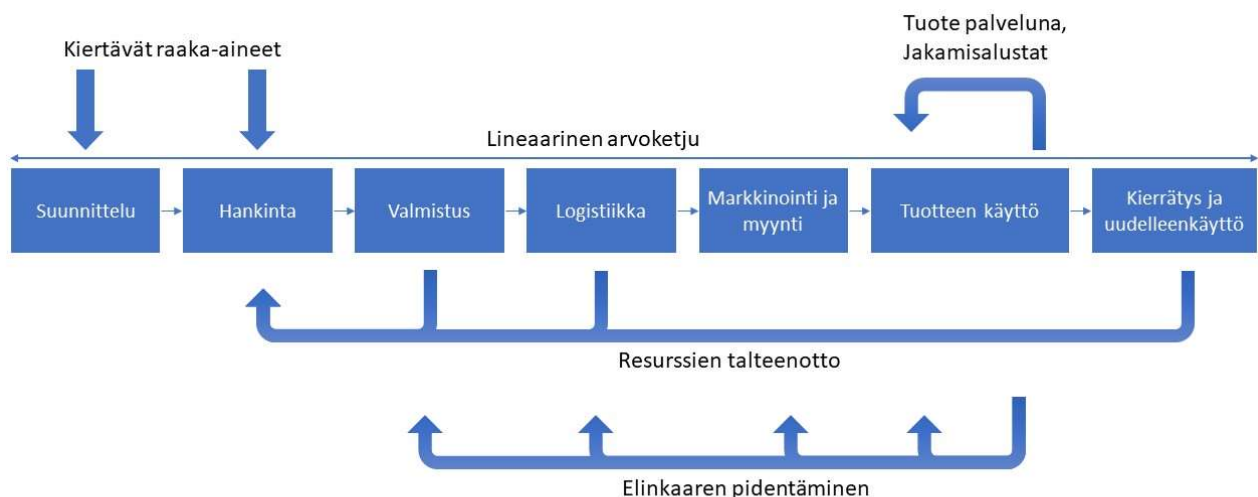 Kiertävät raaka-aineet
Tuote palveluna,
Jakamisalustat
Lineaarinen arvoketju
Suunnittelu
Hankinta
Valmistus
Logistiikka
Markkinointi ja
myynti
Tuotteen käyttö
Kierrätys ja
uudelleenkäyttö
Resurssien talteenotto
Elinkaaren pidentäminen